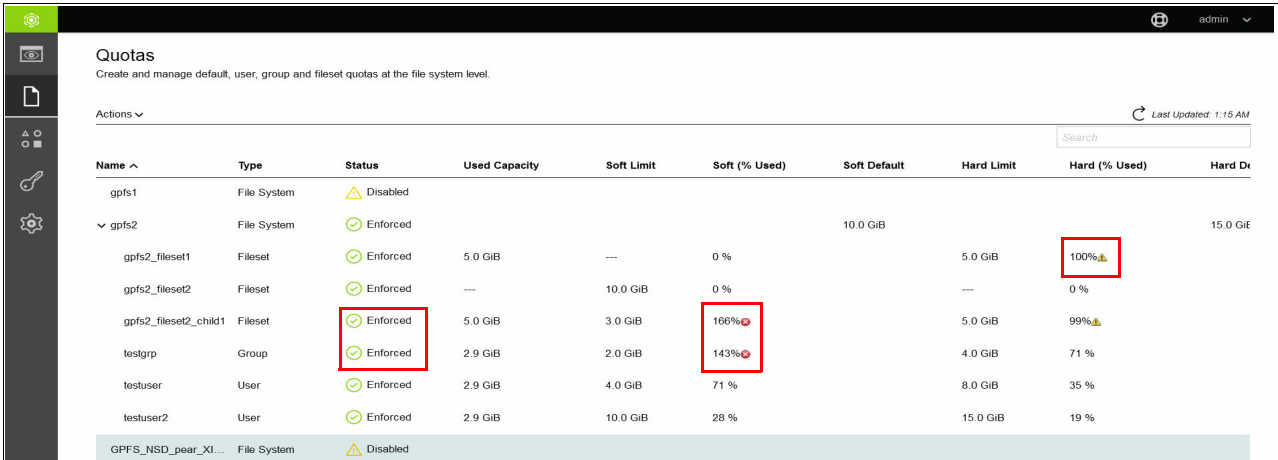 admin
Quotas
Create and manage default, user, group and fileset quotas at the file system level.
Actions
Last Updated: 1:15 AM
Search
Name Type Status Used Capacity Soft Limit Soft (% Used) Soft Default Hard Limit Hard (% Used) Hard De
gpfs1 File System Disabled
gpfs2 File System Enforced 10.0 GiB 15.0 GiE
gpfs2_fileset1 Fileset Enforced 5.0 GiB --- 0 % 5.0 GiB 100%
gpfs2_fileset2 Fileset Enforced --- 10.0 GiB 0 % --- 0 %
gpfs2_fileset2_child1 Fileset Enforced 5.0 GiB 3.0 GiB 166% 5.0 GiB 99%
testgrp Group Enforced 2.9 GiB 2.0 GiB 143% 4.0 GiB 71 %
testuser User Enforced 2.9 GiB 4.0 GiB 71 % 8.0 GiB 35 %
testuser2 User Enforced 2.9 GiB 10.0 GiB 28 % 15.0 GiB 19 %
GPFS_NSD_pear_XI... File System Disabled